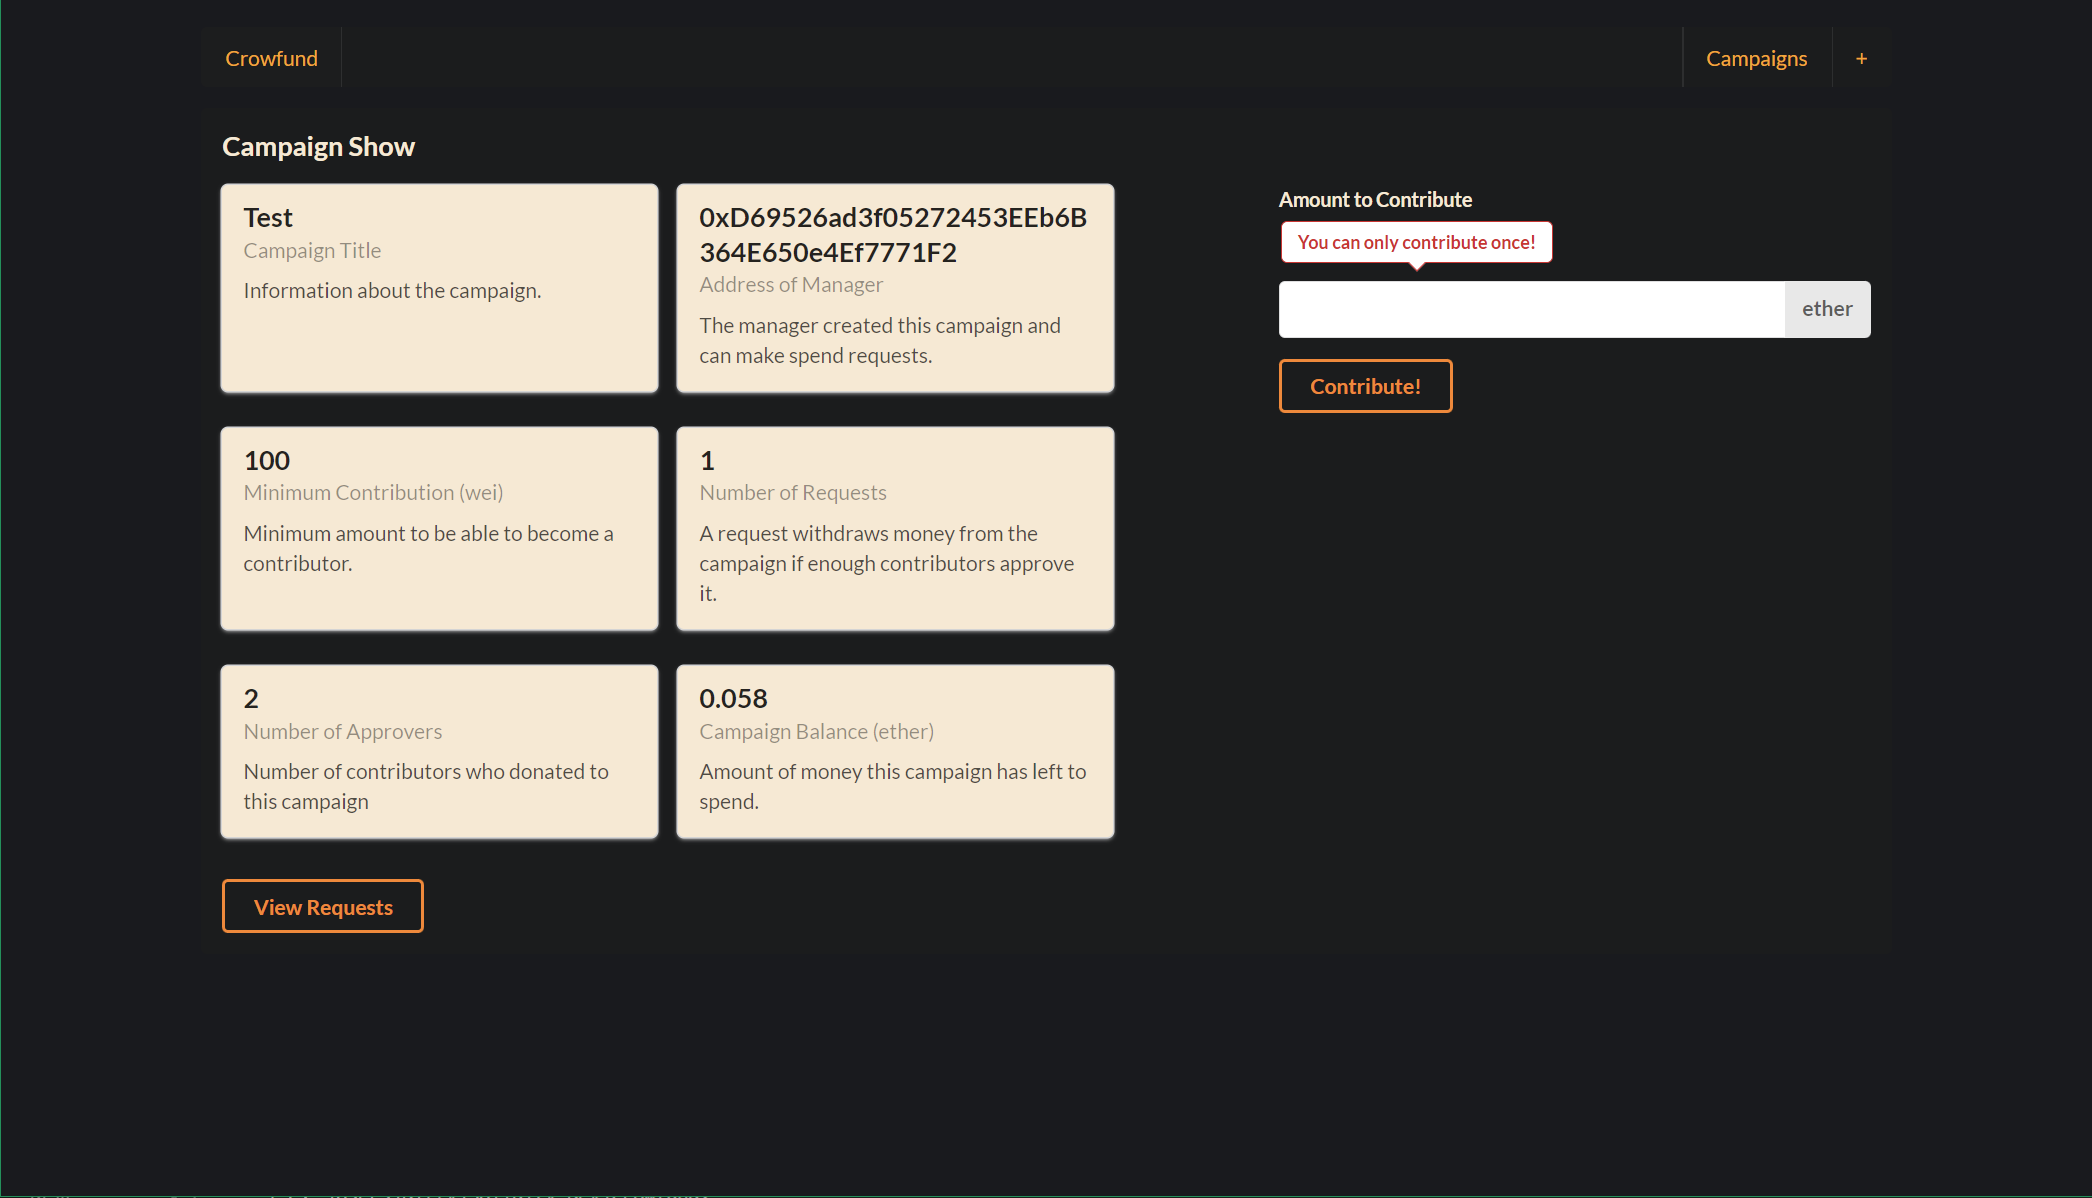 Crowfund
Campaigns
+
Campaign Show
Test
Campaign Title
Information about the campaign.
0xD69526ad3f05272453EEb6B
364E650e4Ef7771F2
Address of Manager
The manager created this campaign and
can make spend requests.
100
Minimum Contribution (wei)
Minimum amount to be able to become a
contributor.
1
Number of Requests
A request withdraws money from the
campaign if enough contributors approve
it.
2
Number of Approvers
Number of contributors who donated to
this campaign
0.058
Campaign Balance (ether)
Amount of money this campaign has left to
spend.
View Requests
Amount to Contribute
You can only contribute once!
ether
Contribute!